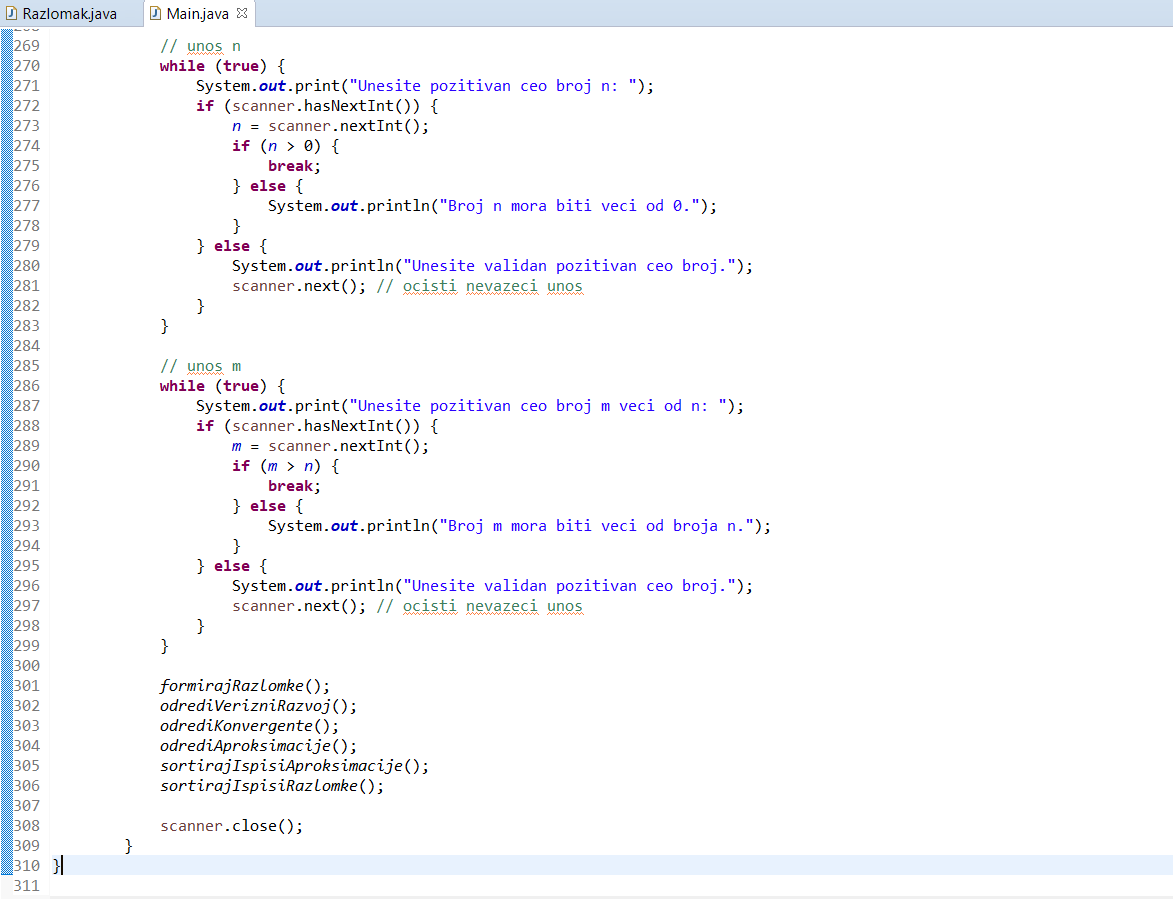 Razlomak.java Main.java
269 // unos n
270 while (true) {
271 System.out.print("Unesite pozitivan ceo broj n: ");
272 if (scanner.hasNextInt()) {
273 n = scanner.nextInt();
274 if (n > 0) {
275 break;
276 } else {
277 System.out.println("Broj n mora biti veci od 0.");
278 }
279 } else {
280 System.out.println("Unesite validan pozitivan ceo broj.");
281 scanner.next(); // ocisti nevazeci unos
282 }
283 }
284
285 // unos m
286 while (true) {
287 System.out.print("Unesite pozitivan ceo broj m veci od n: ");
288 if (scanner.hasNextInt()) {
289 m = scanner.nextInt();
290 if (m > n) {
291 break;
292 } else {
293 System.out.println("Broj m mora biti veci od broja n.");
294 }
295 } else {
296 System.out.println("Unesite validan pozitivan ceo broj.");
297 scanner.next(); // ocisti nevazeci unos
298 }
299 }
300
301 formirajRazlomke();
302 odrediVerizniRazvoj();
303 odrediKonvergente();
304 odrediAproksimacije();
305 sortirajIspisiAproksimacije();
306 sortirajIspisiRazlomke();
307
308 scanner.close();
309 }
310 }
311